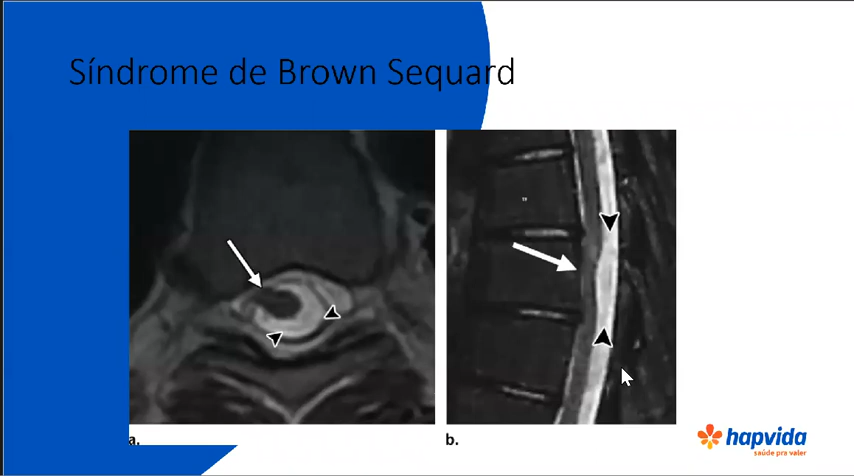 Síndrome de Brown Sequard
a.
b.
hapvida
saúde pra valer